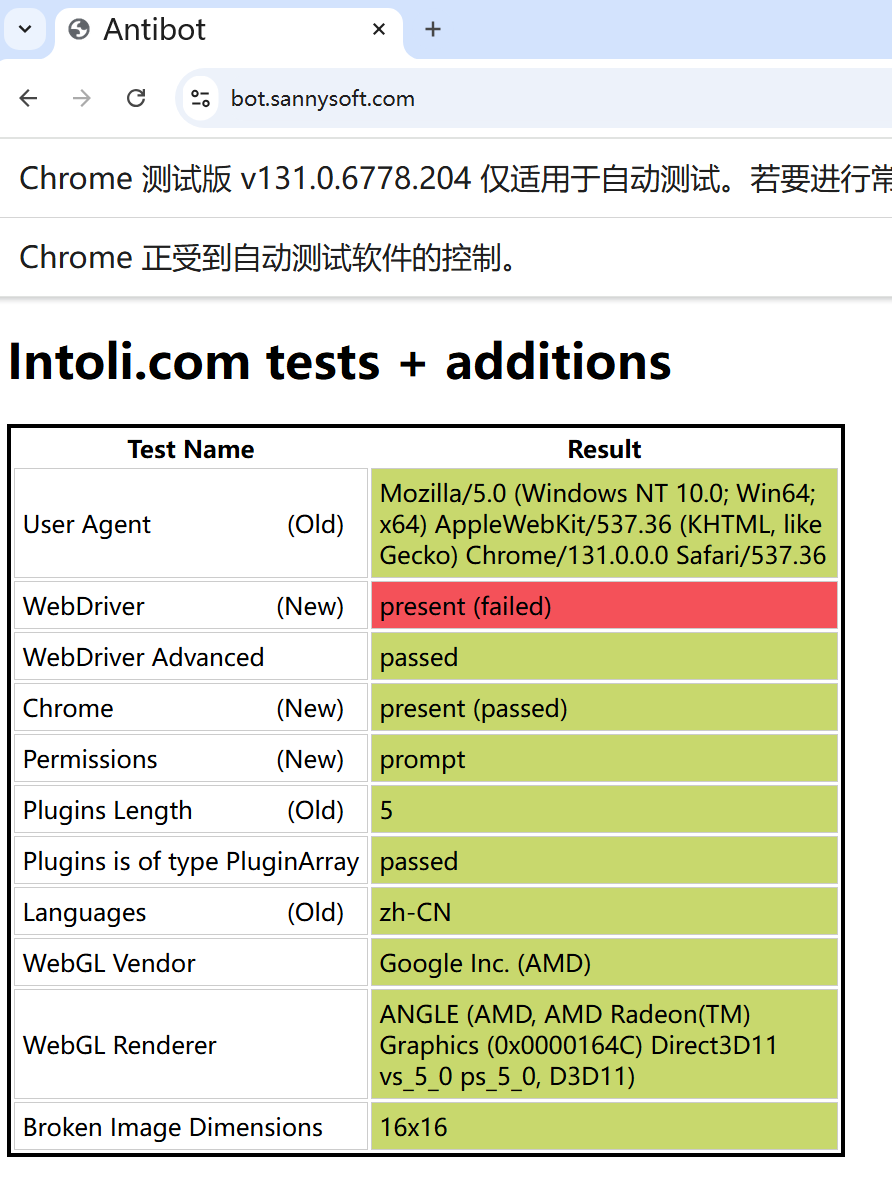 Antibot
bot.sannysoft.com
Chrome 测试版 v131.0.6778.204 仅适用于自动测试。若要进行常
Chrome 正受到自动测试软件的控制。
Intoli.com tests + additions
Test Name Result
User Agent (Old) Mozilla/5.0 (Windows NT 10.0; Win64;
x64) AppleWebKit/537.36 (KHTML, like
Gecko) Chrome/131.0.0.0 Safari/537.36
WebDriver (New) present (failed)
WebDriver Advanced passed
Chrome (New) present (passed)
Permissions (New) prompt
Plugins Length (Old) 5
Plugins is of type PluginArray passed
Languages (Old) zh-CN
WebGL Vendor Google Inc. (AMD)
WebGL Renderer ANGLE (AMD, AMD Radeon(TM)
Graphics (0x0000164C) Direct3D11
vs_5_0 ps_5_0, D3D11)
Broken Image Dimensions 16x16